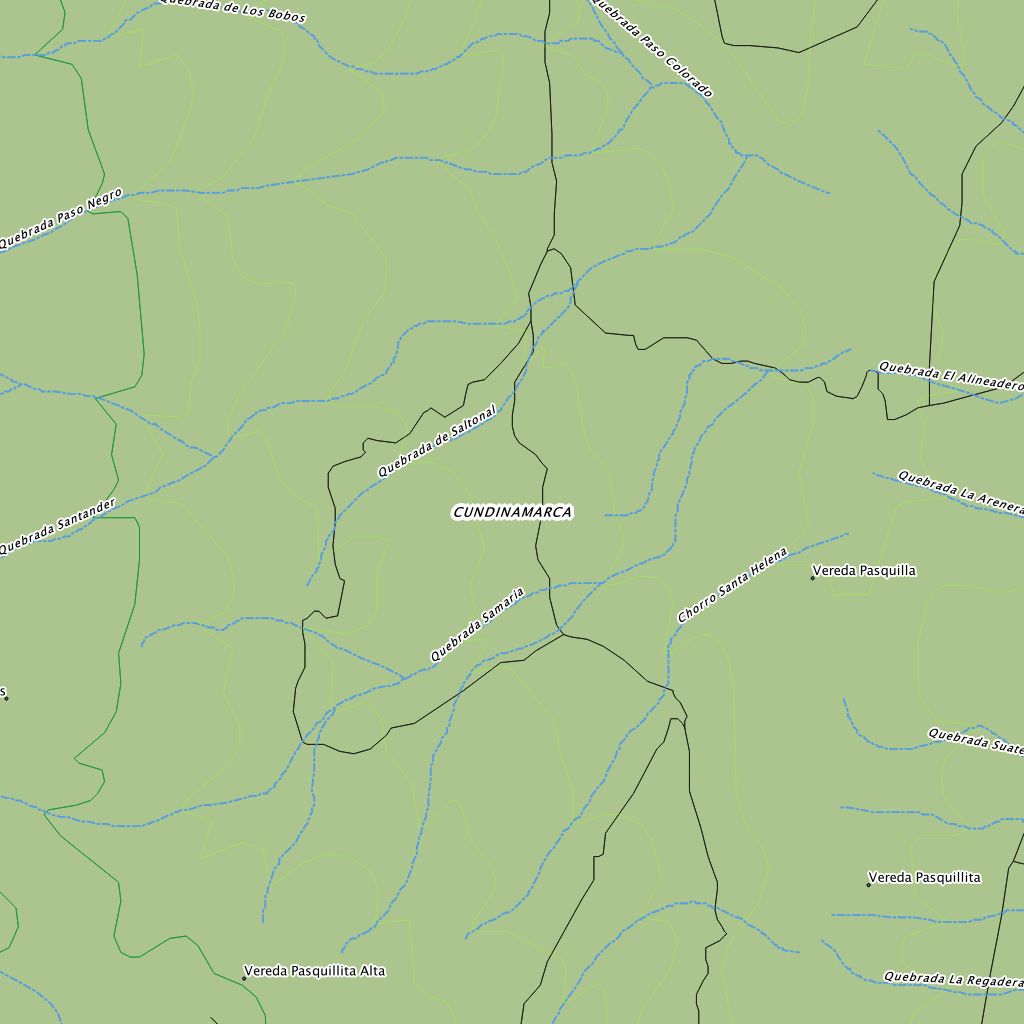 Quebrada de Los Bobos
Quebrada Paso Colorado
Quebrada Paso Negro
Quebrada El Alineadero
Quebrada de Saltonal
Quebrada La Arenera
Quebrada Santander
CUNDINAMARCA
Chorro Santa Helena
Vereda Pasquilla
Quebrada Samaria
s
Quebrada Suate
Vereda Pasquillita
Vereda Pasquillita Alta
Quebrada La Regadera